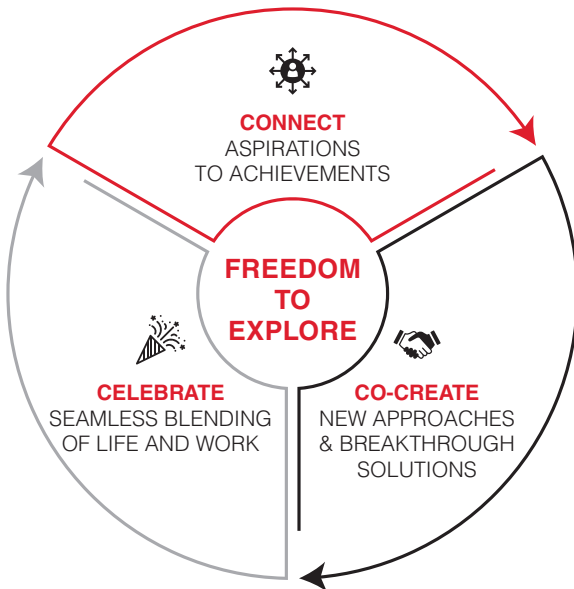 CONNECT
ASPIRATIONS
TO ACHIEVEMENTS
FREEDOM
TO
EXPLORE
CO-CREATE
NEW APPROACHES
& BREAKTHROUGH
SOLUTIONS
CELEBRATE
SEAMLESS BLENDING
OF LIFE AND WORK